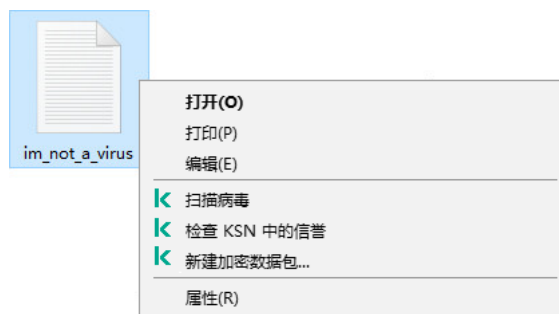 im_not_a_virus
打开(O)
打印(P)
编辑(E)
扫描病毒
检查 KSN 中的信誉
新建加密数据包...
属性(R)